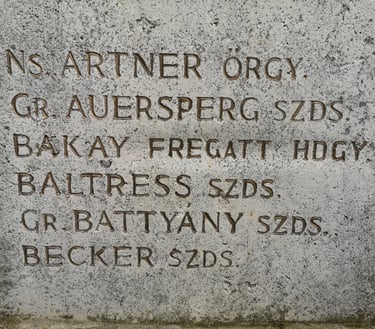 Ns. ARTNER ÖRGY.
Gr. AUERSPERG SZDS.
BAKAY FREGATT HDGY
BALTRESS SZDS.
Gr. BATTYÁNY SZDS.
BECKER SZDS.